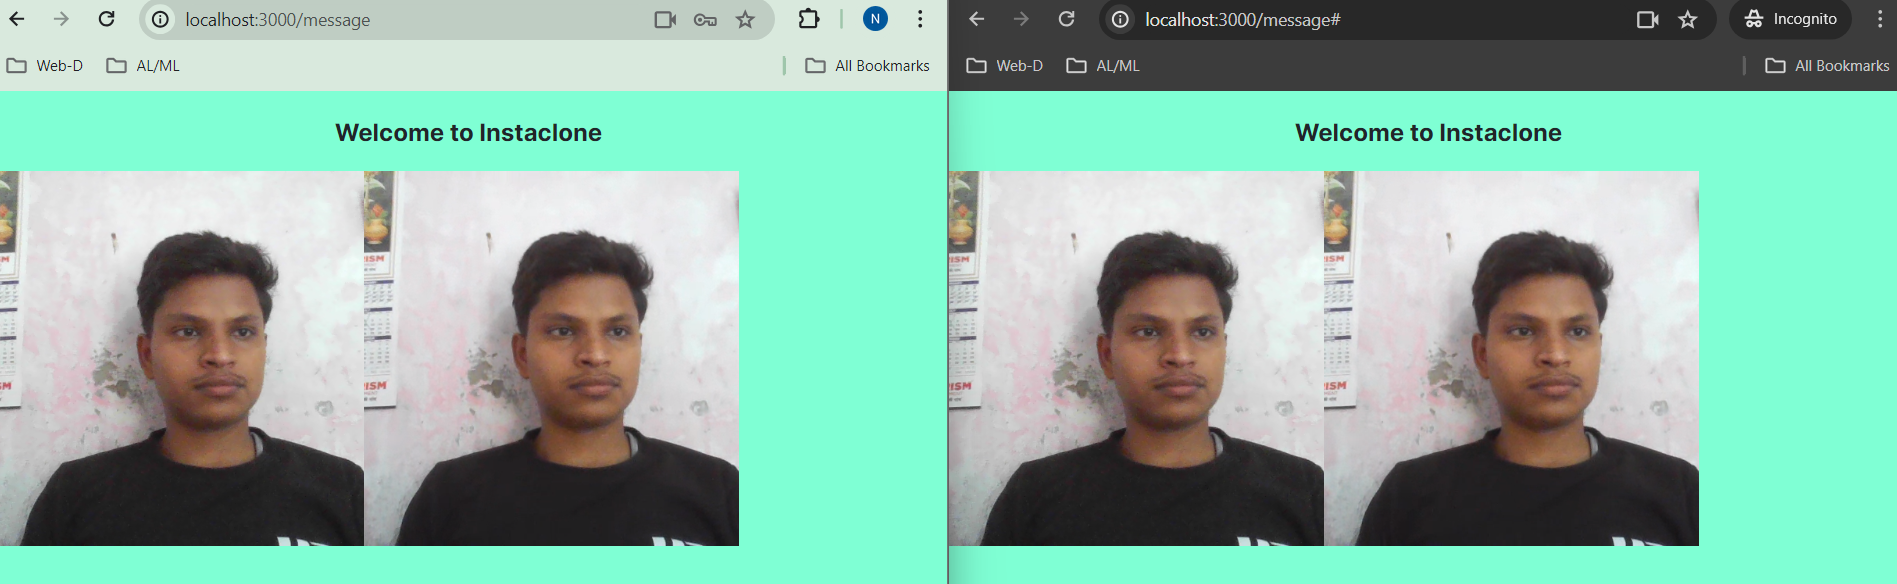 localhost:3000/message
N
Web-D
AL/ML
All Bookmarks
Welcome to Instaclone
localhost:3000/message#
Incognito
Web-D
AL/ML
All Bookmarks
Welcome to Instaclone